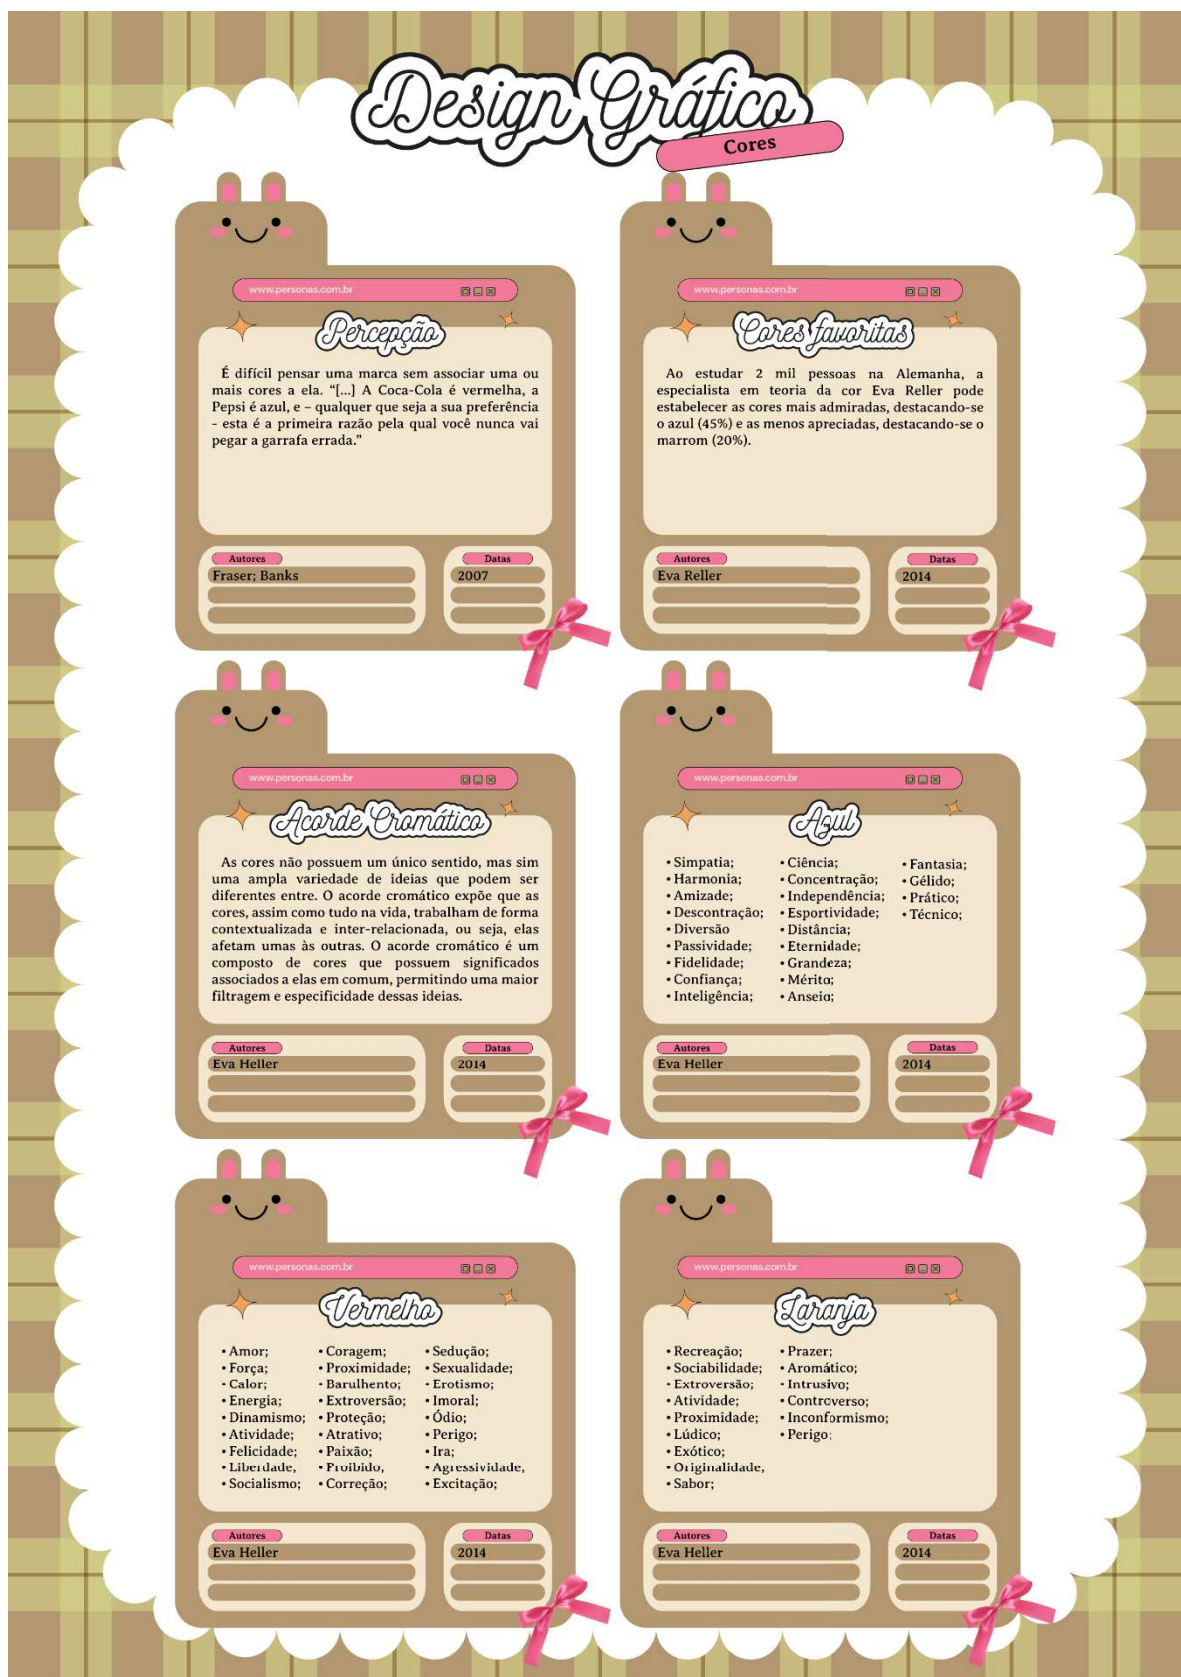 Design Gráfico
Cores
www.personas.com.br
Percepção
É difícil pensar uma marca sem associar uma ou
mais cores a ela. “[...] A Coca-Cola é vermelha, a
Pepsi é azul, e – qualquer que seja a sua preferência
- esta é a primeira razão pela qual você nunca vai
pegar a garrafa errada.”
Autores
Fraser; Banks
Datas
2007
www.personas.com.br
Cores favoritas
Ao estudar 2 mil pessoas na Alemanha, a
especialista em teoria da cor Eva Reller pode
estabelecer as cores mais admiradas, destacando-se
o azul (45%) e as menos apreciadas, destacando-se o
marrom (20%).
Autores
Eva Reller
Datas
2014
www.personas.com.br
Acorde Cromático
As cores não possuem um único sentido, mas sim
uma ampla variedade de ideias que podem ser
diferentes entre. O acorde cromático expõe que as
cores, assim como tudo na vida, trabalham de forma
contextualizada e inter-relacionada, ou seja, elas
afetam umas às outras. O acorde cromático é um
composto de cores que possuem significados
associados a elas em comum, permitindo uma maior
filtragem e especificidade dessas ideias.
Autores
Eva Heller
Datas
2014
www.personas.com.br
Azul
• Simpatia;
• Harmonia;
• Amizade;
• Descontração;
• Diversão
• Passividade;
• Fidelidade;
• Confiança;
• Inteligência;
• Ciência;
• Concentração;
• Independência;
• Esportividade;
• Distância;
• Eternidade;
• Grandeza;
• Mérito;
• Anseio;
• Fantasia;
• Gélido;
• Prático;
• Técnico;
Autores
Eva Heller
Datas
2014
www.personas.com.br
Vermelho
• Amor;
• Força;
• Calor;
• Energia;
• Dinamismo;
• Atividade;
• Felicidade;
• Liberdade;
• Socialismo;
• Coragem;
• Proximidade;
• Barulhento;
• Extroversão;
• Proteção;
• Atrativo;
• Paixão;
• Proibido;
• Correção;
• Sedução;
• Sexualidade;
• Erotismo;
• Imoral;
• Ódio;
• Perigo;
• Ira;
• Agressividade;
• Excitação;
Autores
Eva Heller
Datas
2014
www.personas.com.br
Laranja
• Recreação;
• Sociabilidade;
• Extroversão;
• Atividade;
• Proximidade;
• Lúdico;
• Exótico;
• Originalidade;
• Sabor;
• Prazer;
• Aromático;
• Intrusivo;
• Controverso;
• Inconformismo;
• Perigo;
Autores
Eva Heller
Datas
2014